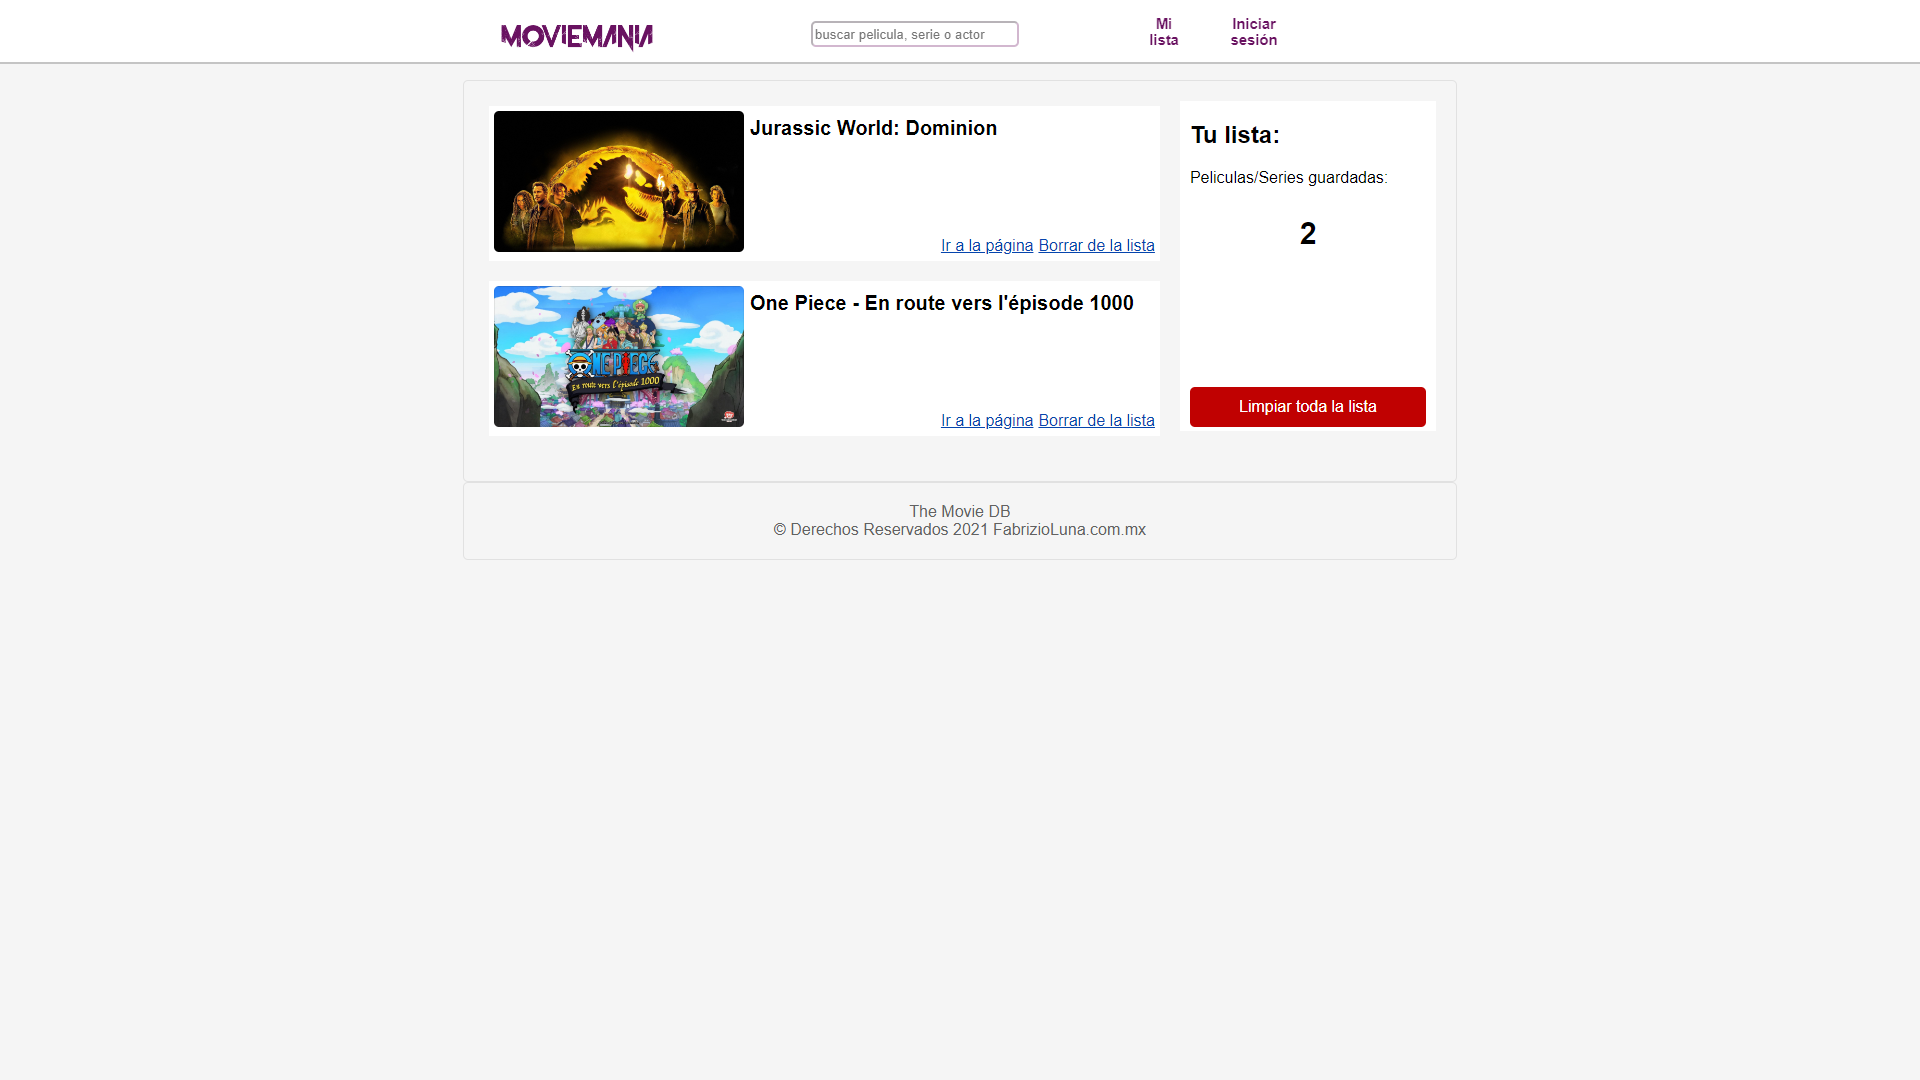 MOVIEMANIA
buscar pelicula, serie o actor
Mi
lista
Iniciar
sesión
Jurassic World: Dominion
Ir a la página Borrar de la lista
ONE PIECE
En route vers l'épisode 1000
One Piece - En route vers l'épisode 1000
Ir a la página Borrar de la lista
Tu lista:
Peliculas/Series guardadas:
2
Limpiar toda la lista
The Movie DB
© Derechos Reservados 2021 FabrizioLuna.com.mx